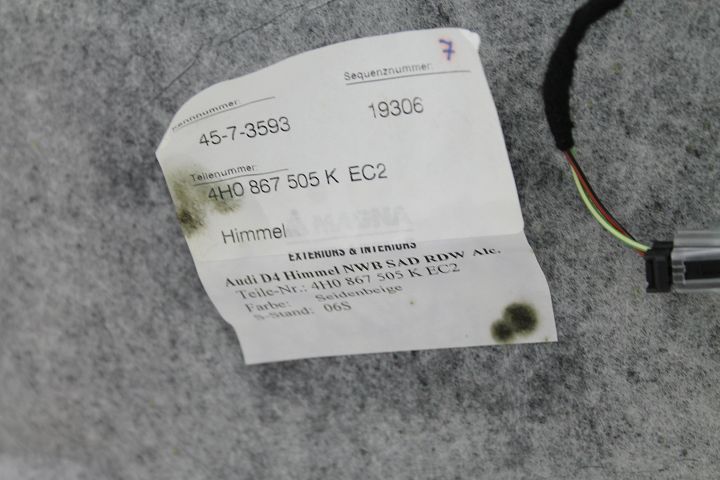 7
Kennnummer:
Sequenznummer:
45-7-3593
19306
Teilenummer:
4H0 867 505 K EC2
Himmel
EXTERIORS & INTERIORS
Audi D4 Himmel NWB SAD RDW Alc.
Teile-Nr.: 4H0 867 505 K EC2
Farbe: Seidenbeige
S-Stand: 06S